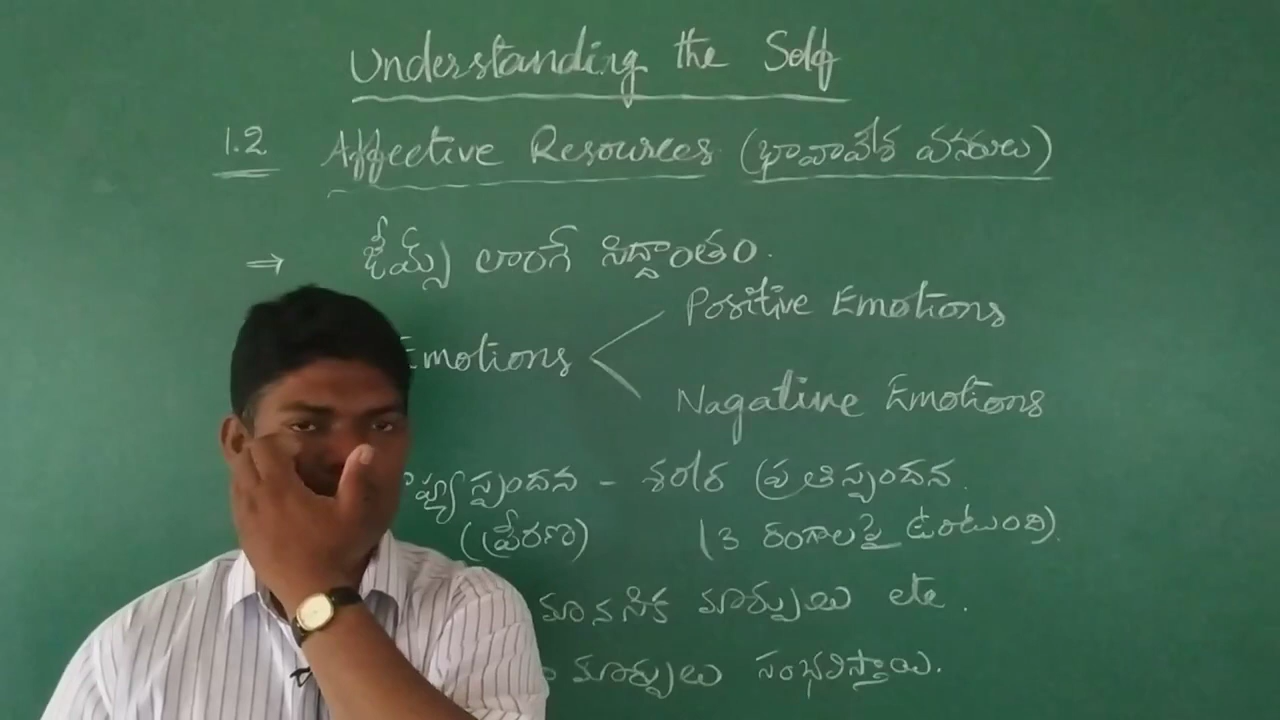 Understanding the Self
1.2 Affective Resources (భావావేశ వనరులు)
⇒ జేమ్స్ లాంగే సిద్దాంతం.
Emotions
Positive Emotions
Nagative Emotions
స్పందన - శరీర ప్రతిస్పందన.
(ప్రేరణ) (3 రంగాలపై ఉంటుంది).
మానసిక మార్పులు etc.
మార్పులు సంభవిస్తాయి.